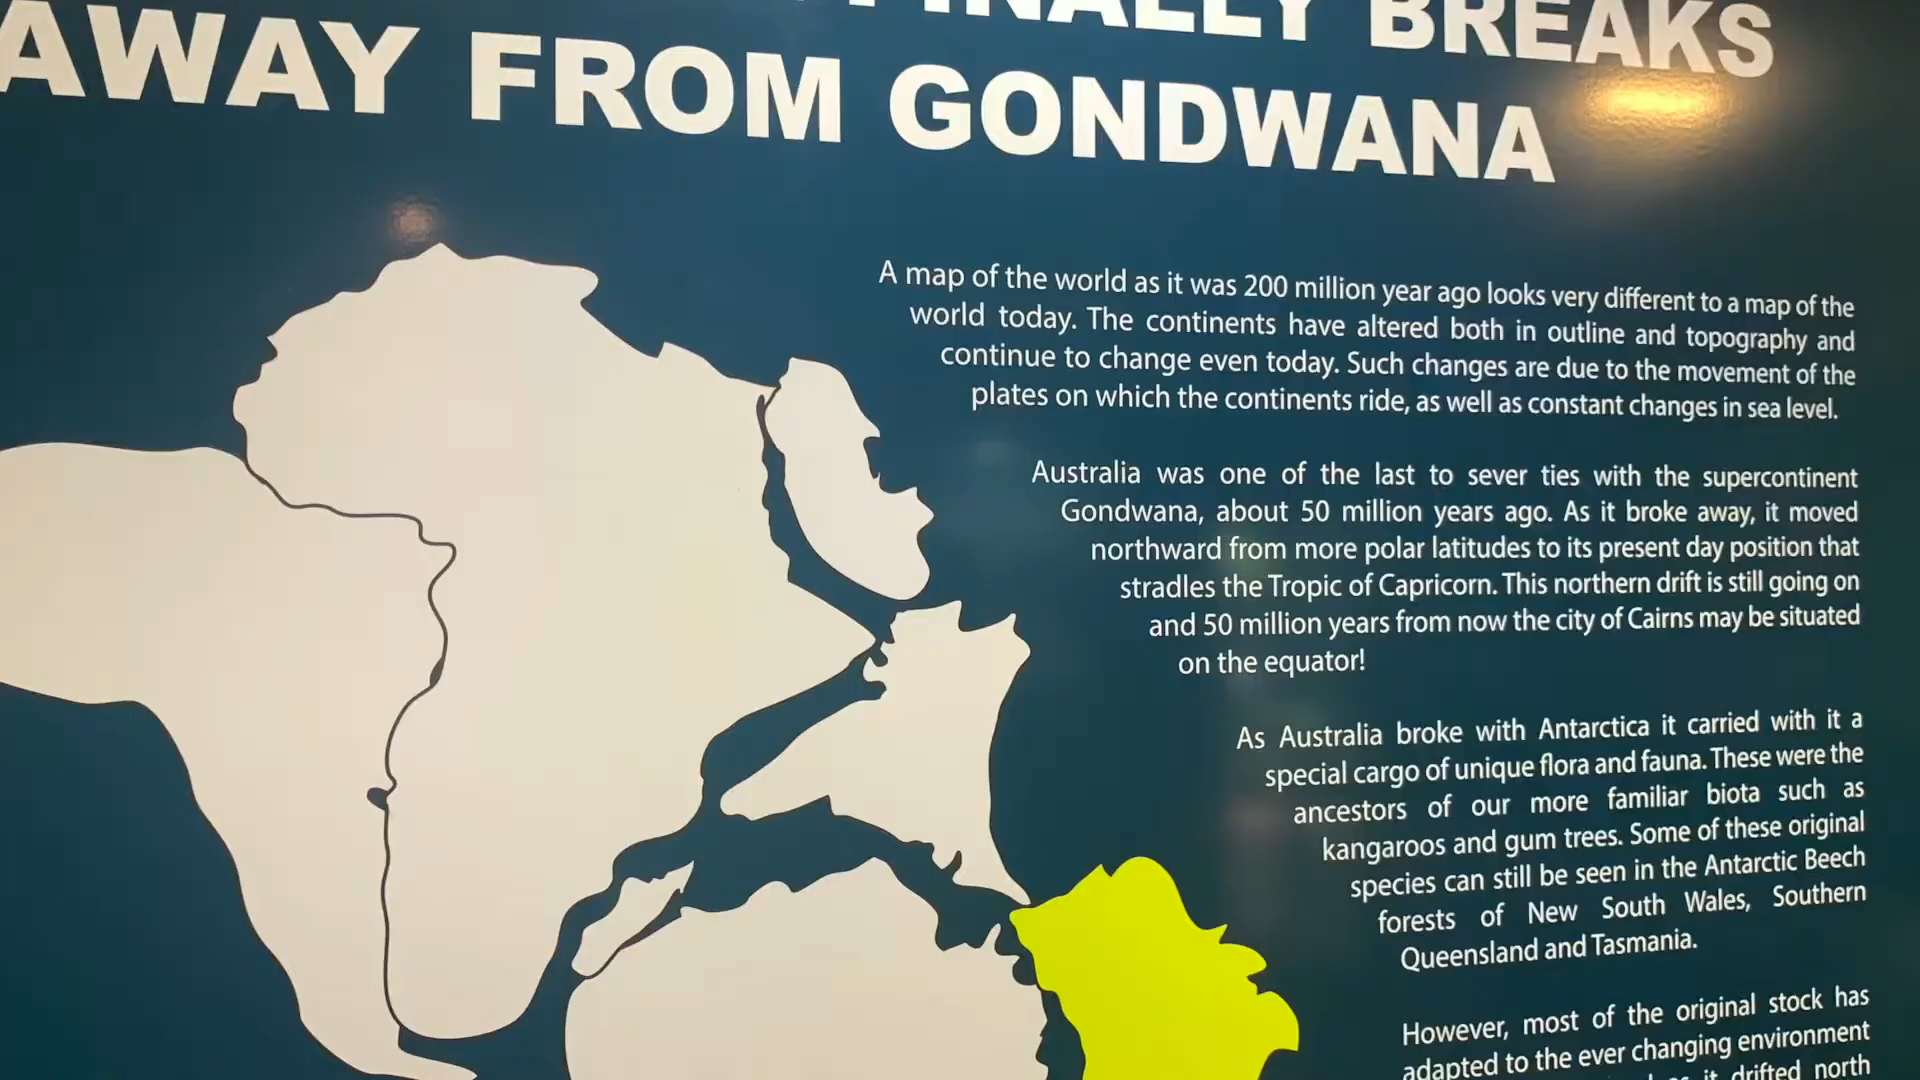 FINALLY BREAKS
AWAY FROM GONDWANA
A map of the world as it was 200 million year ago looks very different to a map of the
world today. The continents have altered both in outline and topography and
continue to change even today. Such changes are due to the movement of the
plates on which the continents ride, as well as constant changes in sea level.
Australia was one of the last to sever ties with the supercontinent
Gondwana, about 50 million years ago. As it broke away, it moved
northward from more polar latitudes to its present day position that
stradles the Tropic of Capricorn. This northern drift is still going on
and 50 million years from now the city of Cairns may be situated
on the equator!
As Australia broke with Antarctica it carried with it a
special cargo of unique flora and fauna. These were the
ancestors of our more familiar biota such as
kangaroos and gum trees. Some of these original
species can still be seen in the Antarctic Beech
forests of New South Wales, Southern
Queensland and Tasmania.
However, most of the original stock has
adapted to the ever changing environment
it drifted north